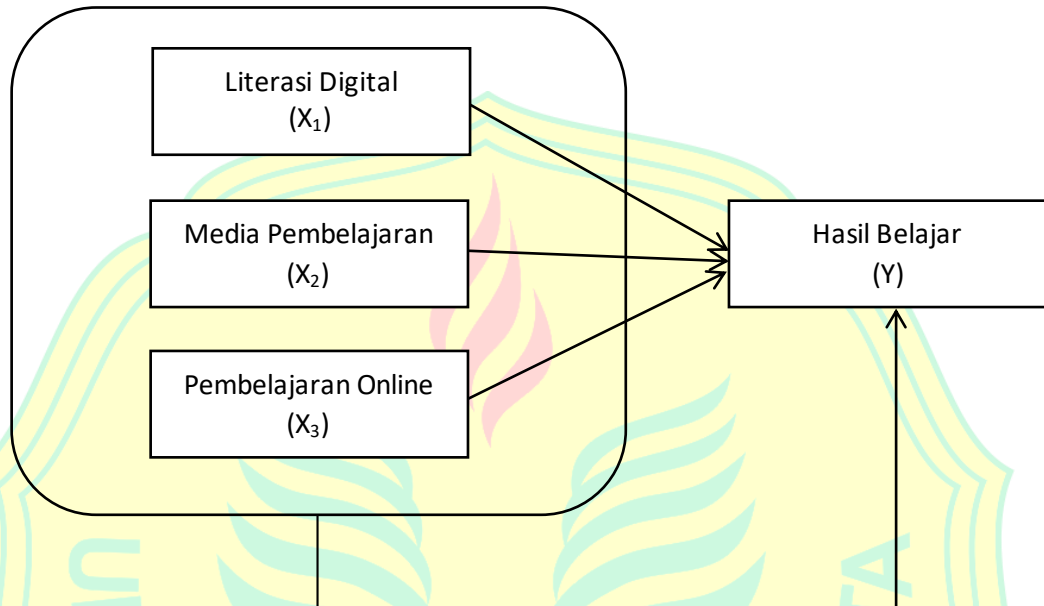 Literasi Digital
(X₁)
Media Pembelajaran
(X₂)
Hasil Belajar
(Y)
Pembelajaran Online
(X₃)